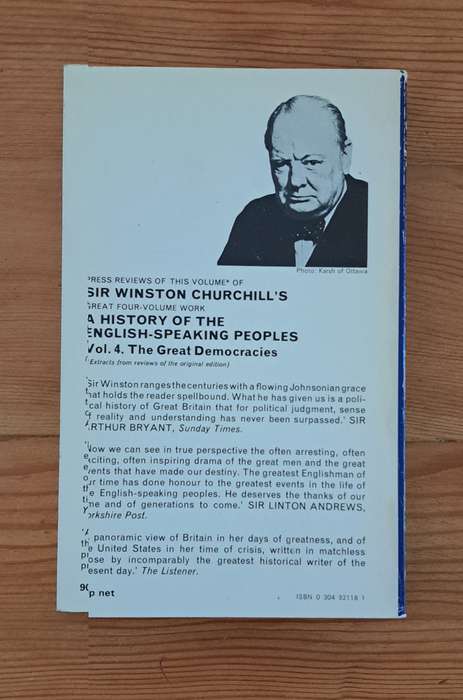 Photo: Karsh of Ottawa
PRESS REVIEWS OF THIS VOLUME* OF
SIR WINSTON CHURCHILL'S
GREAT FOUR-VOLUME WORK
A HISTORY OF THE
ENGLISH-SPEAKING PEOPLES
Vol. 4. The Great Democracies
(*Extracts from reviews of the original edition)
'Sir Winston ranges the centuries with a flowing Johnsonian grace
that holds the reader spellbound. What he has given us is a poli-
tical history of Great Britain that for political judgment, sense
of reality and understanding has never been surpassed.' SIR
ARTHUR BRYANT, Sunday Times.
'Now we can see in true perspective the often arresting, often
exciting, often inspiring drama of the great men and the great
events that have made our destiny. The greatest Englishman of
our time has done honour to the greatest events in the life of
the English-speaking peoples. He deserves the thanks of our
time and of generations to come.' SIR LINTON ANDREWS,
Yorkshire Post.
'A panoramic view of Britain in her days of greatness, and of
the United States in her time of crisis, written in matchless
prose by incomparably the greatest historical writer of the
present day.' The Listener.
90p net
ISBN 0 304 92118 1